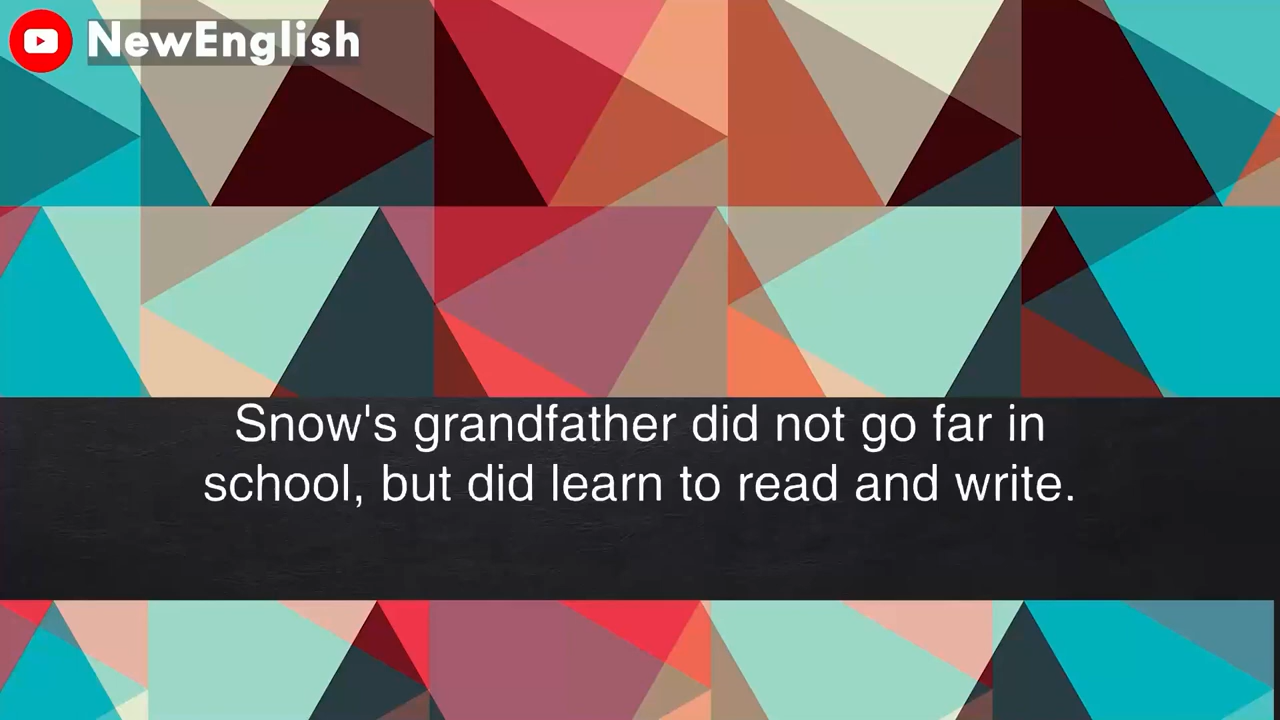 NewEnglish
Snow's grandfather did not go far in
school, but did learn to read and write.